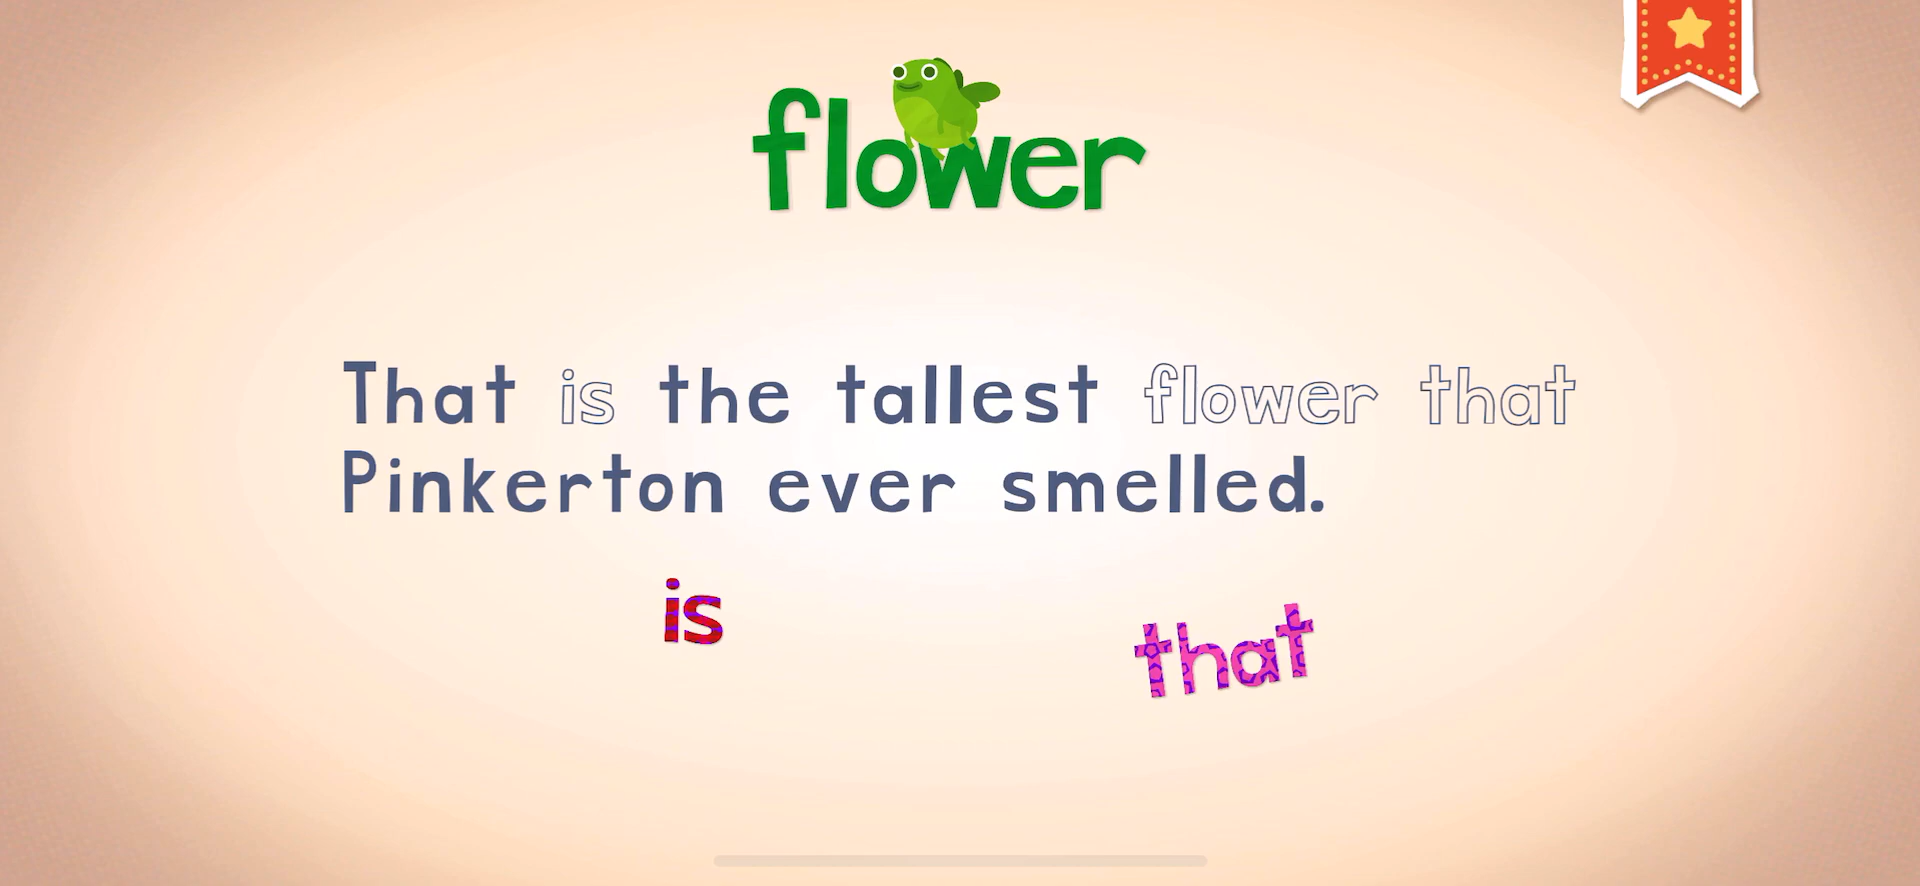 flower
That is the tallest flower that
Pinkerton ever smelled.
is
that